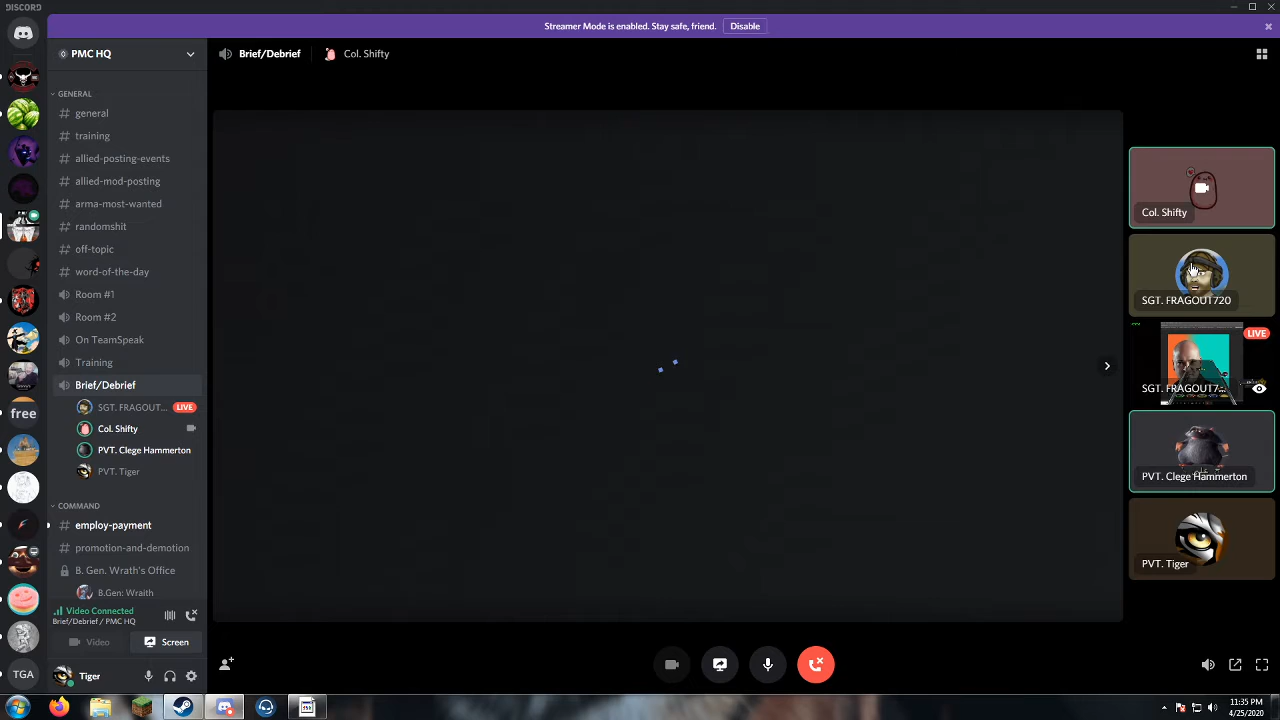 DISCORD
Streamer Mode is enabled. Stay safe, friend. Disable
PMC HQ
Brief/Debrief
Col. Shifty
GENERAL
general
training
allied-posting-events
allied-mod-posting
arma-most-wanted
randomshit
off-topic
word-of-the-day
Room #1
Room #2
On TeamSpeak
Training
Brief/Debrief
SGT. FRAGOUT... LIVE
Col. Shifty
PVT. Clege Hammerton
PVT. Tiger
COMMAND
employ-payment
promotion-and-demotion
B. Gen. Wrath's Office
B.Gen: Wraith
Video Connected
Brief/Debrief / PMC HQ
Video
Screen
free
TGA
Tiger
Col. Shifty
SGT. FRAGOUT720
LIVE
SGT. FRAGOUT7...
PVT. Clege Hammerton
PVT. Tiger
11:35 PM
4/25/2020